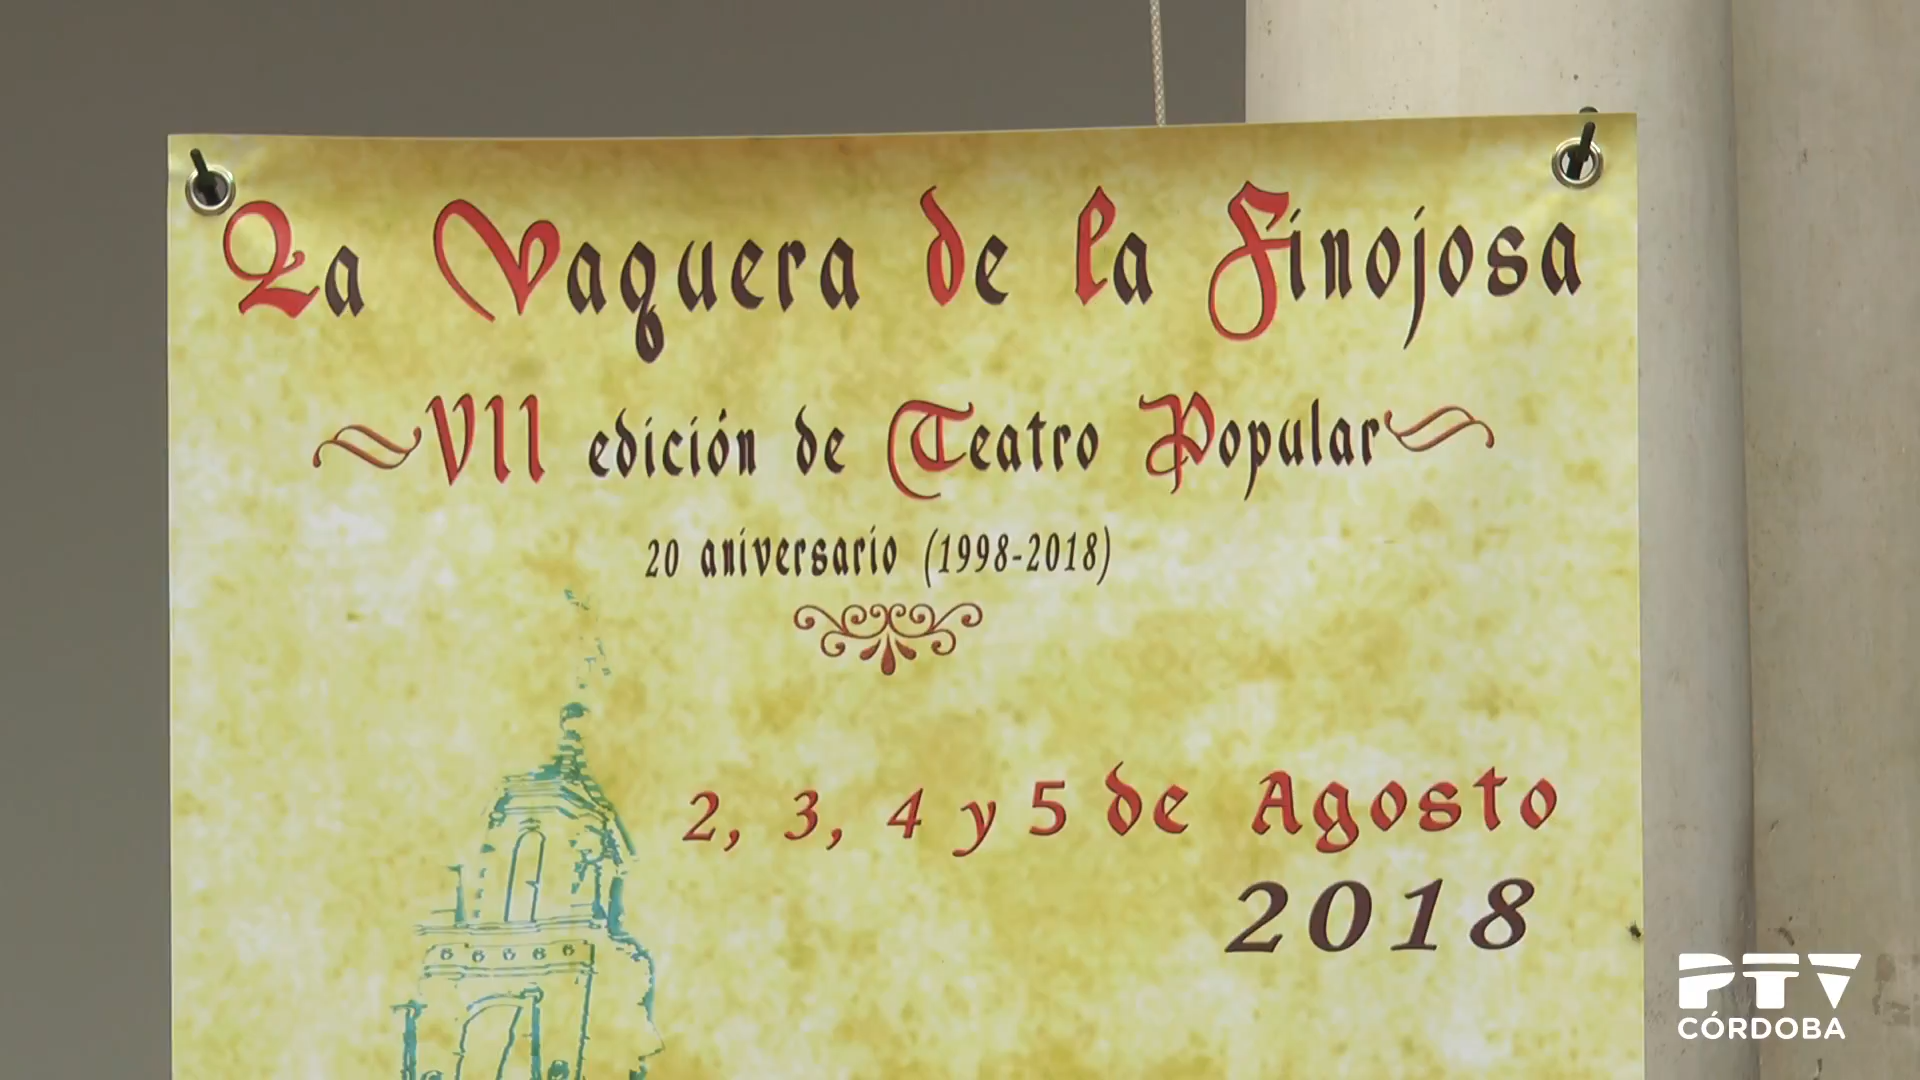 La Vaquera de la Finojosa
VII edición de Teatro Popular
20 aniversario (1998-2018)
2, 3, 4 y 5 de Agosto
2018
PTV
CÓRDOBA